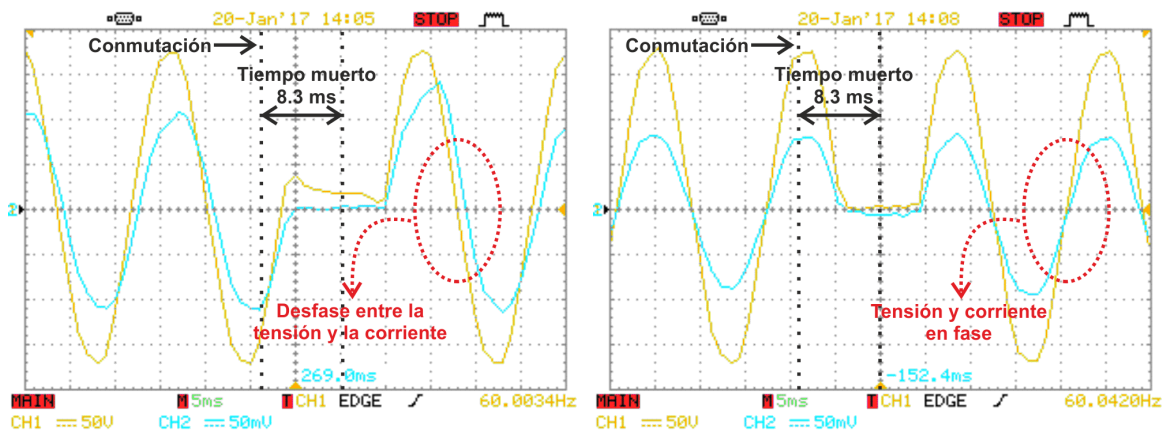 20-Jan'17 14:05 STOP
Conmutación
Tiempo muerto
8.3 ms
2
Desfase entre la
tensión y la corriente
269.0ms
MAIN M 5ms T CH1 EDGE 60.0034Hz
CH1 50V CH2 50mV
20-Jan'17 14:08 STOP
Conmutación
Tiempo muerto
8.3 ms
2
Tensión y corriente
en fase
-152.4ms
MAIN M 5ms T CH1 EDGE 60.0420Hz
CH1 50V CH2 50mV